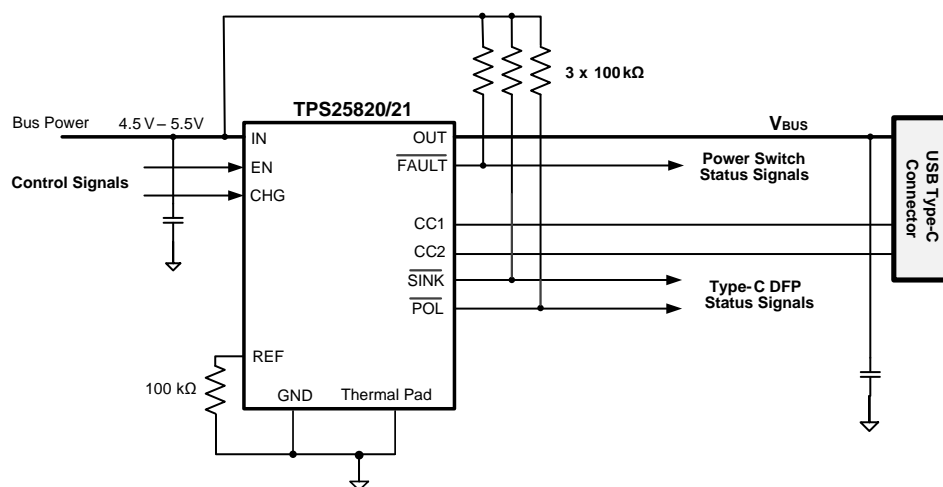 3 x 100 kΩ
TPS25820/21
Bus Power
4.5 V – 5.5V
IN
OUT
VBUS
EN
FAULT
Power Switch
Status Signals
Control Signals
CHG
USB Type-C
Connector
CC1
CC2
SINK
Type-C DFP
Status Signals
POL
REF
100 kΩ
GND
Thermal Pad